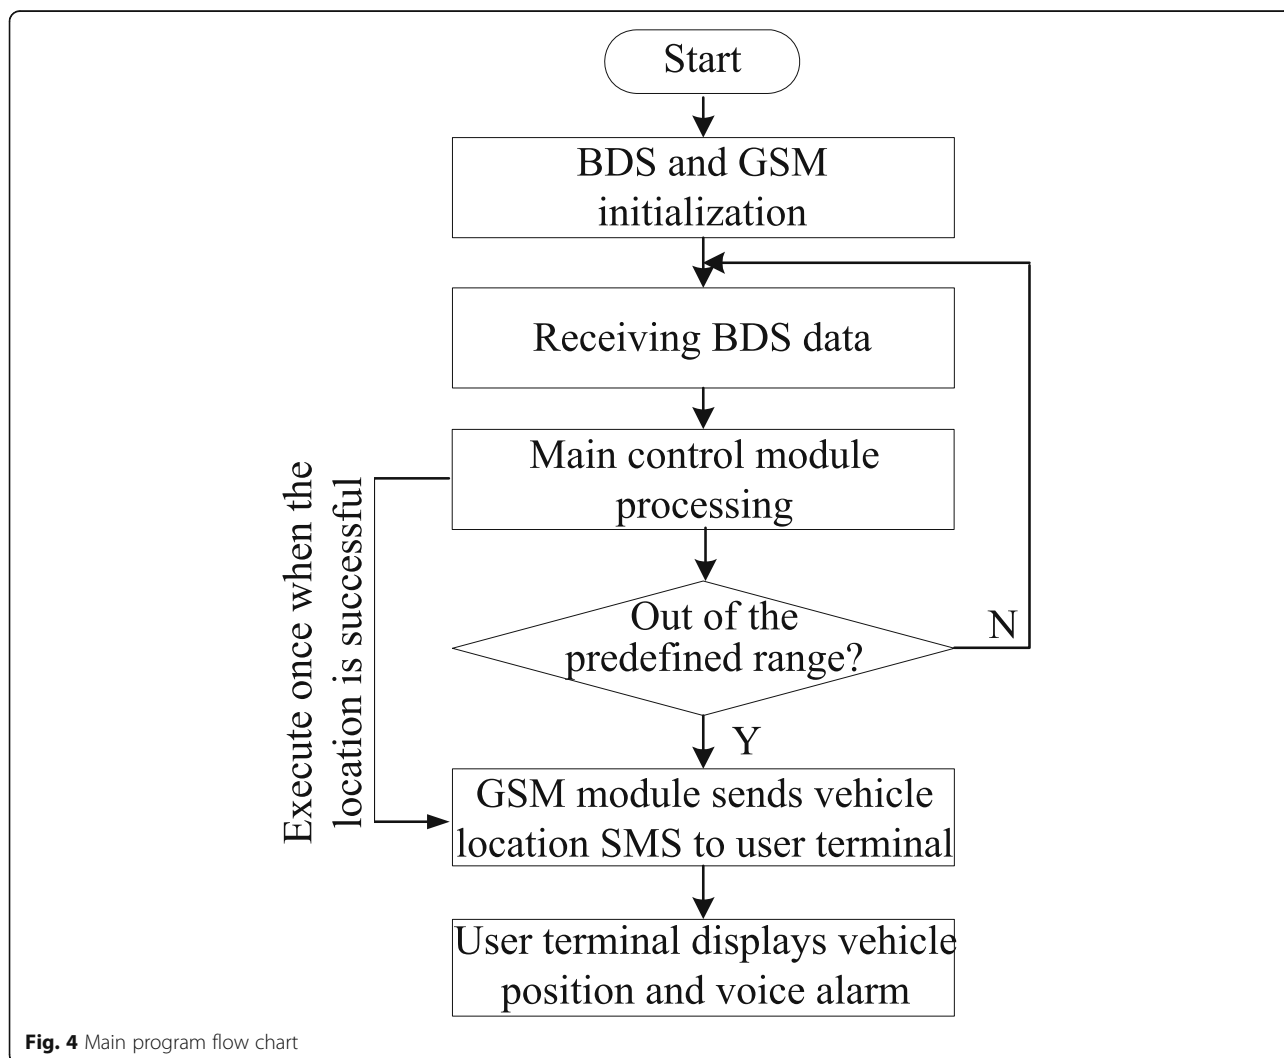 Start
BDS and GSM
initialization
Receiving BDS data
Main control module
processing
Execute once when the
location is successful
Out of the
predefined range?
N
Y
GSM module sends vehicle
location SMS to user terminal
User terminal displays vehicle
position and voice alarm
Fig. 4 Main program flow chart